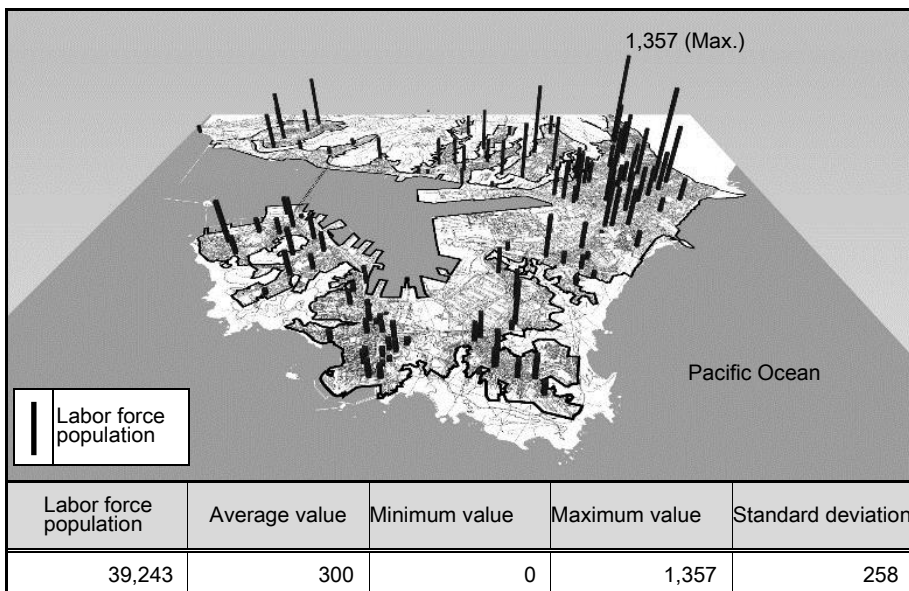 1,357 (Max.)
Pacific Ocean
Labor force
population
Labor force
population
Average value
Minimum value
Maximum value
Standard deviation
39,243
300
0
1,357
258